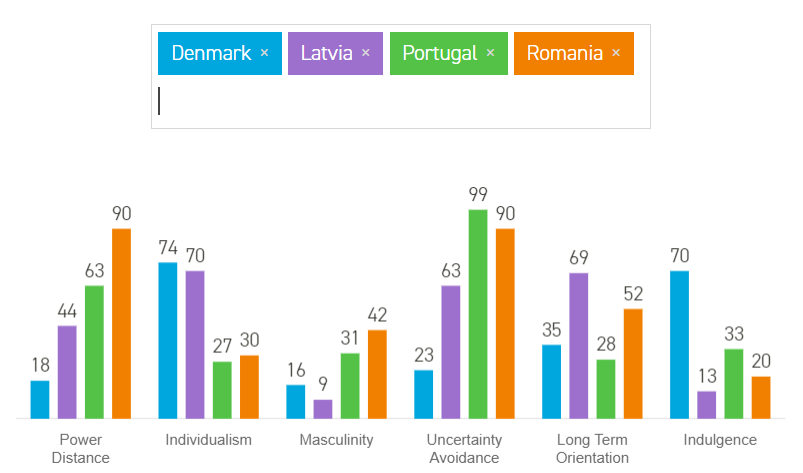 Denmark × Latvia × Portugal × Romania ×
18 44 63 90
74 70 27 30
16 9 31 42
23 63 99 90
35 69 28 52
70 13 33 20
Power
Distance
Individualism
Masculinity
Uncertainty
Avoidance
Long Term
Orientation
Indulgence